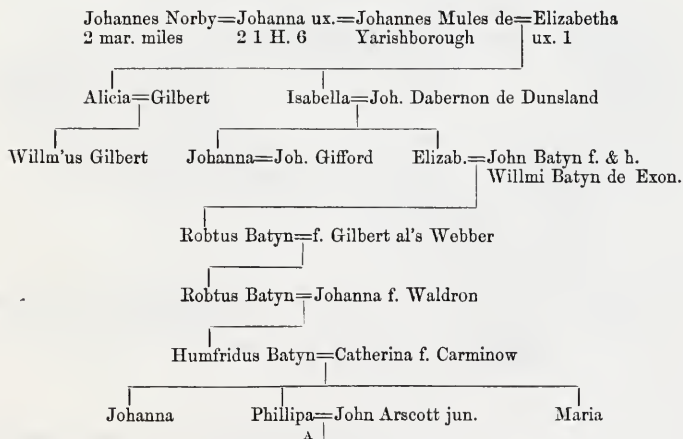 Johannes Norby=Johanna ux.=Johannes Mules de=Elizabetha
2 mar. miles 2 1 H. 6 Yarishborough ux. 1
Alicia=Gilbert Isabella=Joh. Dabernon de Dunsland
Willm'us Gilbert Johanna=Joh. Gifford Elizab.=John Batyn f. & h.
Willmi Batyn de Exon.
Robtus Batyn=f. Gilbert al's Webber
Robtus Batyn=Johanna f. Waldron
Humfridus Batyn=Catherina f. Carminow
Johanna Phillipa=John Arscott jun. Maria
A